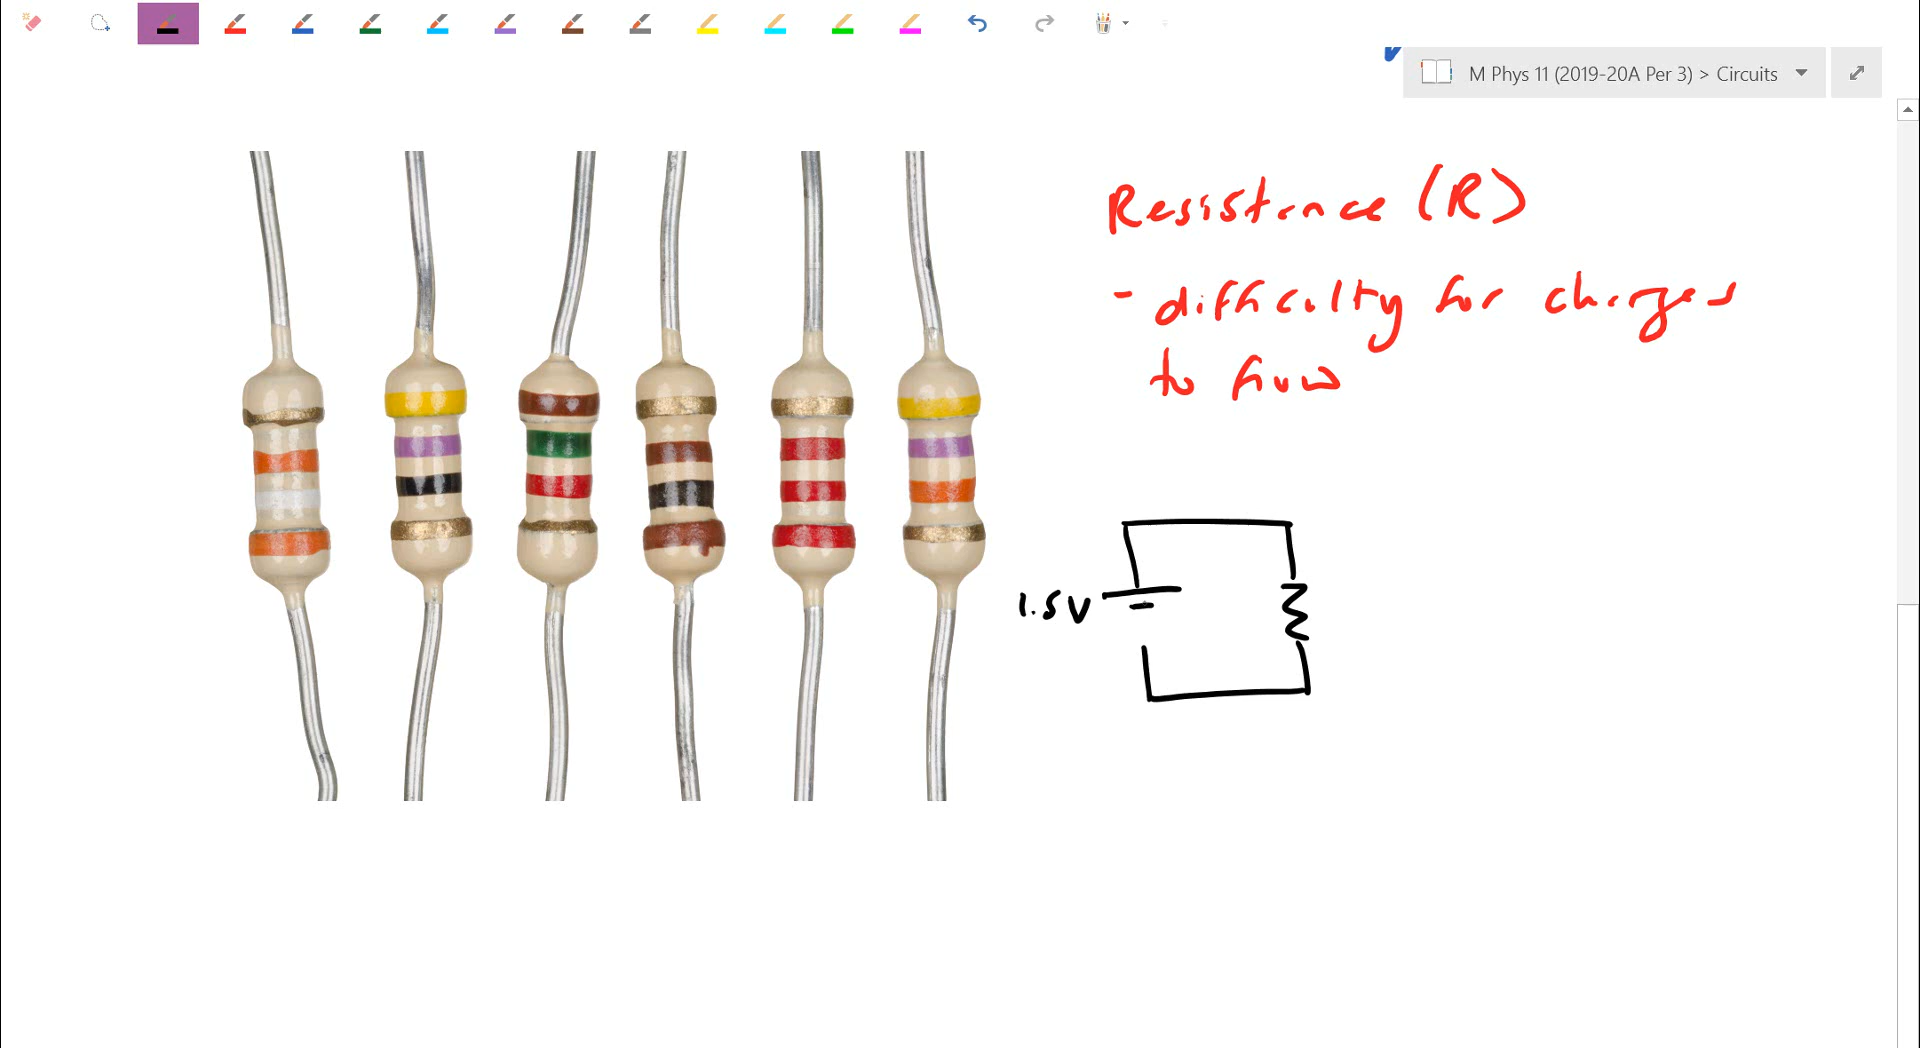 M Phys 11 (2019-20A Per 3) > Circuits
Resistance (R)
- difficulty for charges
to flow
1.5V